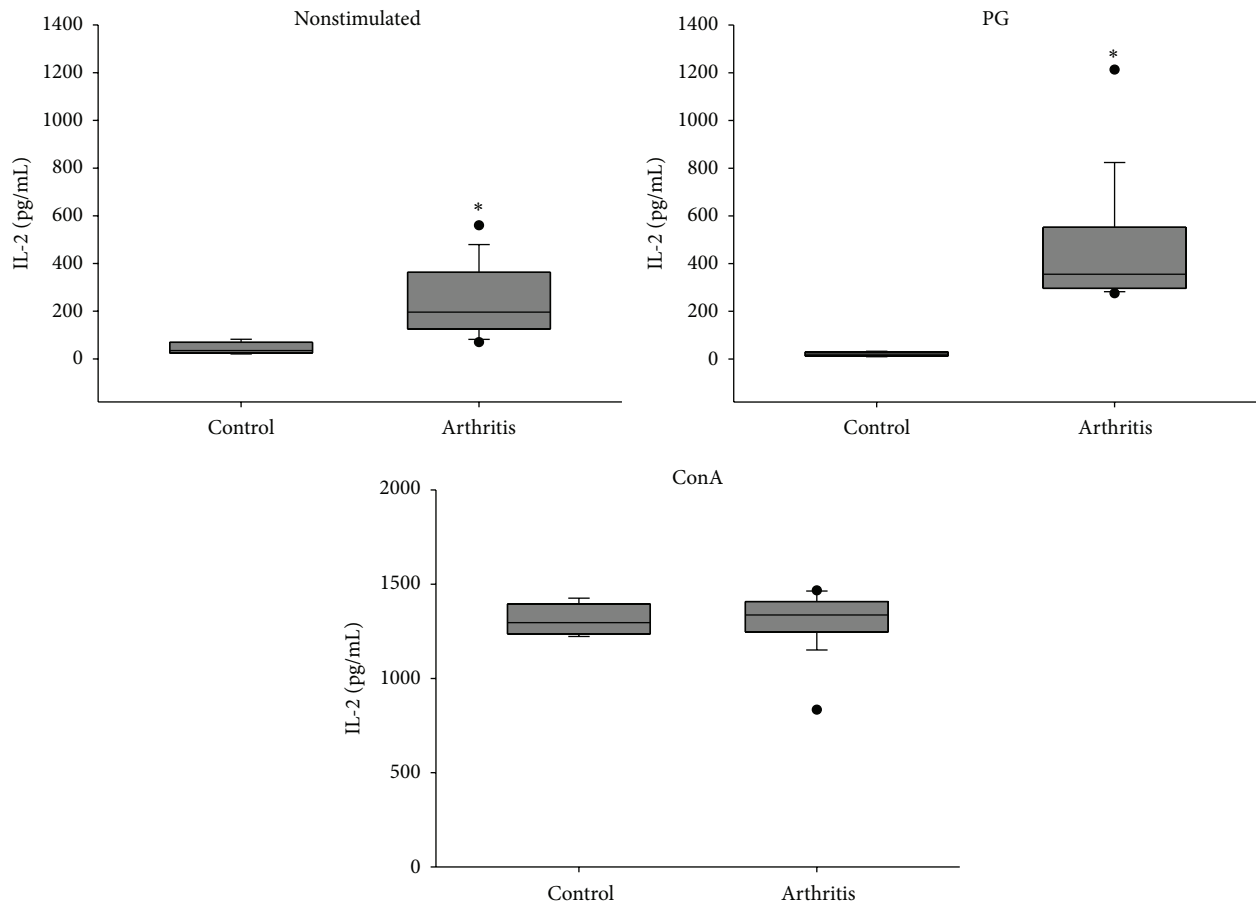 Nonstimulated
1400
1200
1000
800
600
400
200
0
IL-2 (pg/mL)
*
Control
Arthritis
PG
1400
1200
1000
800
600
400
200
0
IL-2 (pg/mL)
*
Control
Arthritis
ConA
2000
1500
1000
500
0
IL-2 (pg/mL)
Control
Arthritis